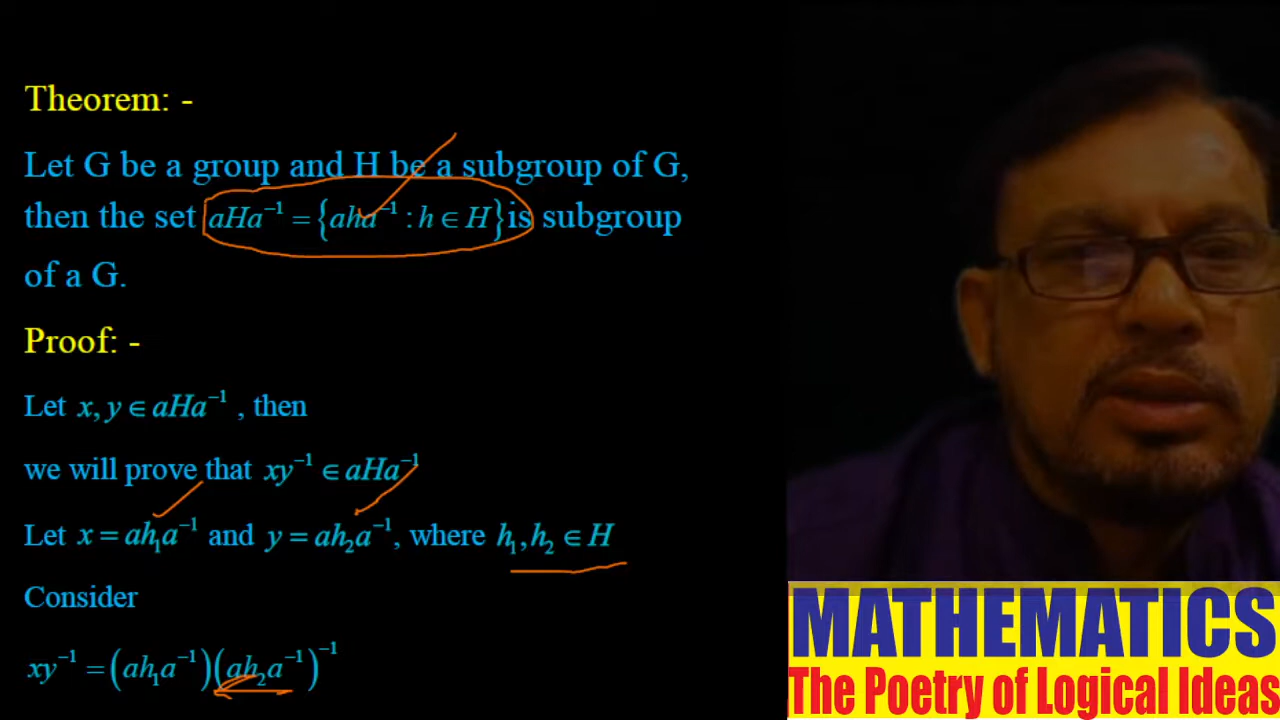 Theorem: -
Let G be a group and H be a subgroup of G,
then the set aHa⁻¹ = {aha⁻¹ : h ∈ H} is subgroup
of a G.
Proof: -
Let x, y ∈ aHa⁻¹ , then
we will prove that xy⁻¹ ∈ aHa⁻¹
Let x = ah₁a⁻¹ and y = ah₂a⁻¹, where h₁, h₂ ∈ H
Consider
xy⁻¹ = (ah₁a⁻¹)(ah₂a⁻¹)⁻¹
MATHEMATICS
The Poetry of Logical Ideas